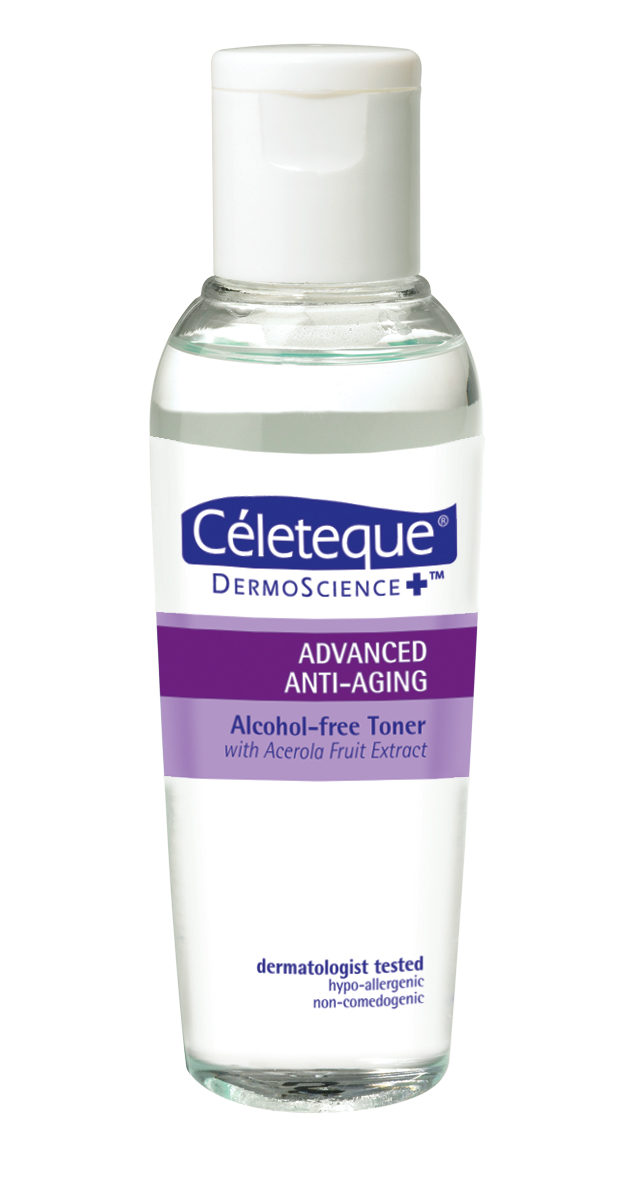 Céleteque®
DERMOSCIENCE✚™
ADVANCED
ANTI-AGING
Alcohol-free Toner
with Acerola Fruit Extract
dermatologist tested
hypo-allergenic
non-comedogenic